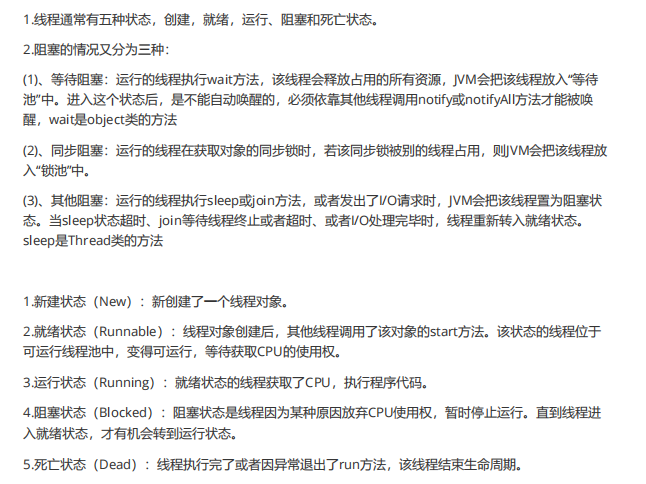 1.线程通常有五种状态，创建，就绪，运行、阻塞和死亡状态。
2.阻塞的情况又分为三种：
(1)、等待阻塞：运行的线程执行wait方法，该线程会释放占用的所有资源，JVM会把该线程放入“等待
池”中。进入这个状态后，是不能自动唤醒的，必须依靠其他线程调用notify或notifyAll方法才能被唤
醒，wait是object类的方法
(2)、同步阻塞：运行的线程在获取对象的同步锁时，若该同步锁被别的线程占用，则JVM会把该线程放
入“锁池”中。
(3)、其他阻塞：运行的线程执行sleep或join方法，或者发出了I/O请求时，JVM会把该线程置为阻塞状
态。当sleep状态超时、join等待线程终止或者超时、或者I/O处理完毕时，线程重新转入就绪状态。
sleep是Thread类的方法
1.新建状态（New）：新创建了一个线程对象。
2.就绪状态（Runnable）：线程对象创建后，其他线程调用了该对象的start方法。该状态的线程位于
可运行线程池中，变得可运行，等待获取CPU的使用权。
3.运行状态（Running）：就绪状态的线程获取了CPU，执行程序代码。
4.阻塞状态（Blocked）：阻塞状态是线程因为某种原因放弃CPU使用权，暂时停止运行。直到线程进
入就绪状态，才有机会转到运行状态。
5.死亡状态（Dead）：线程执行完了或者因异常退出了run方法，该线程结束生命周期。